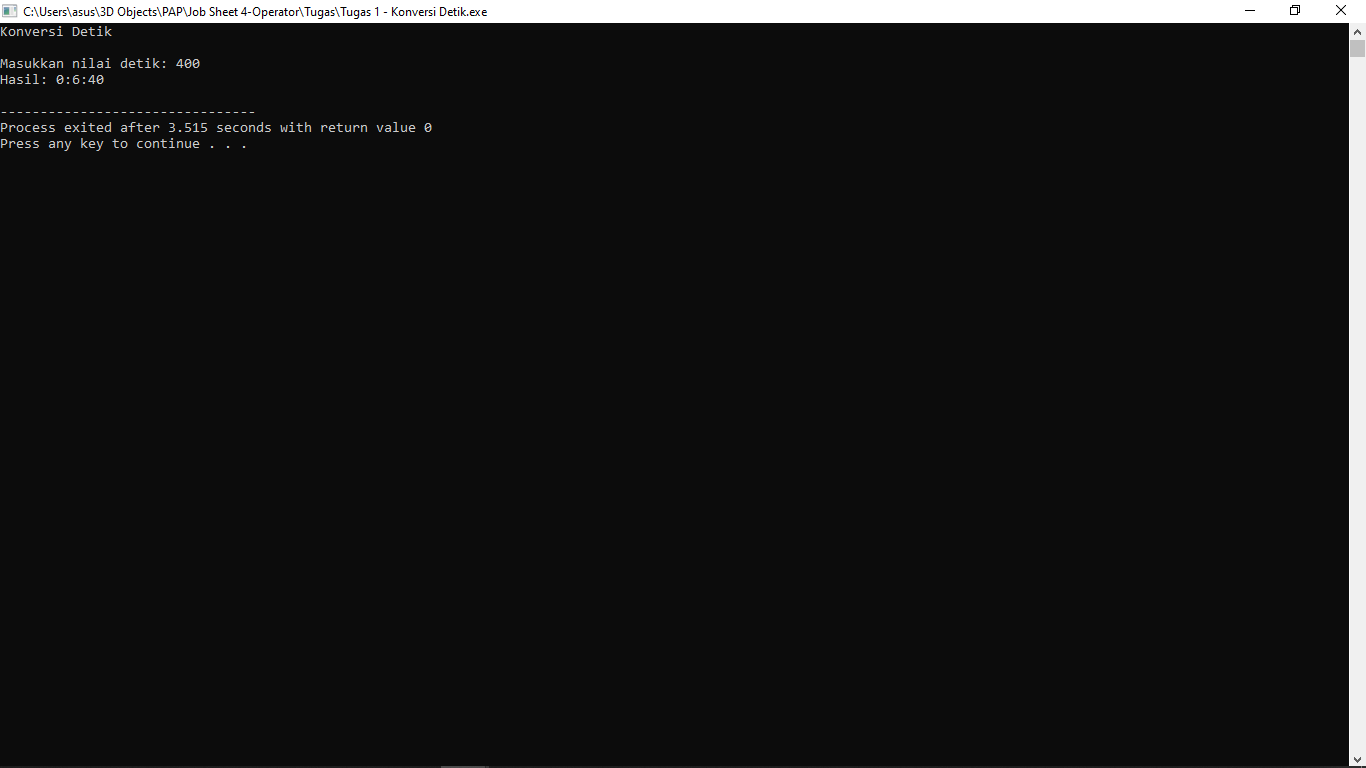 C:\Users\asus\3D Objects\PAP\Job Sheet 4-Operator\Tugas\Tugas 1 - Konversi Detik.exe
Konversi Detik
Masukkan nilai detik: 400
Hasil: 0:6:40
--------------------------------
Process exited after 3.515 seconds with return value 0
Press any key to continue . . .